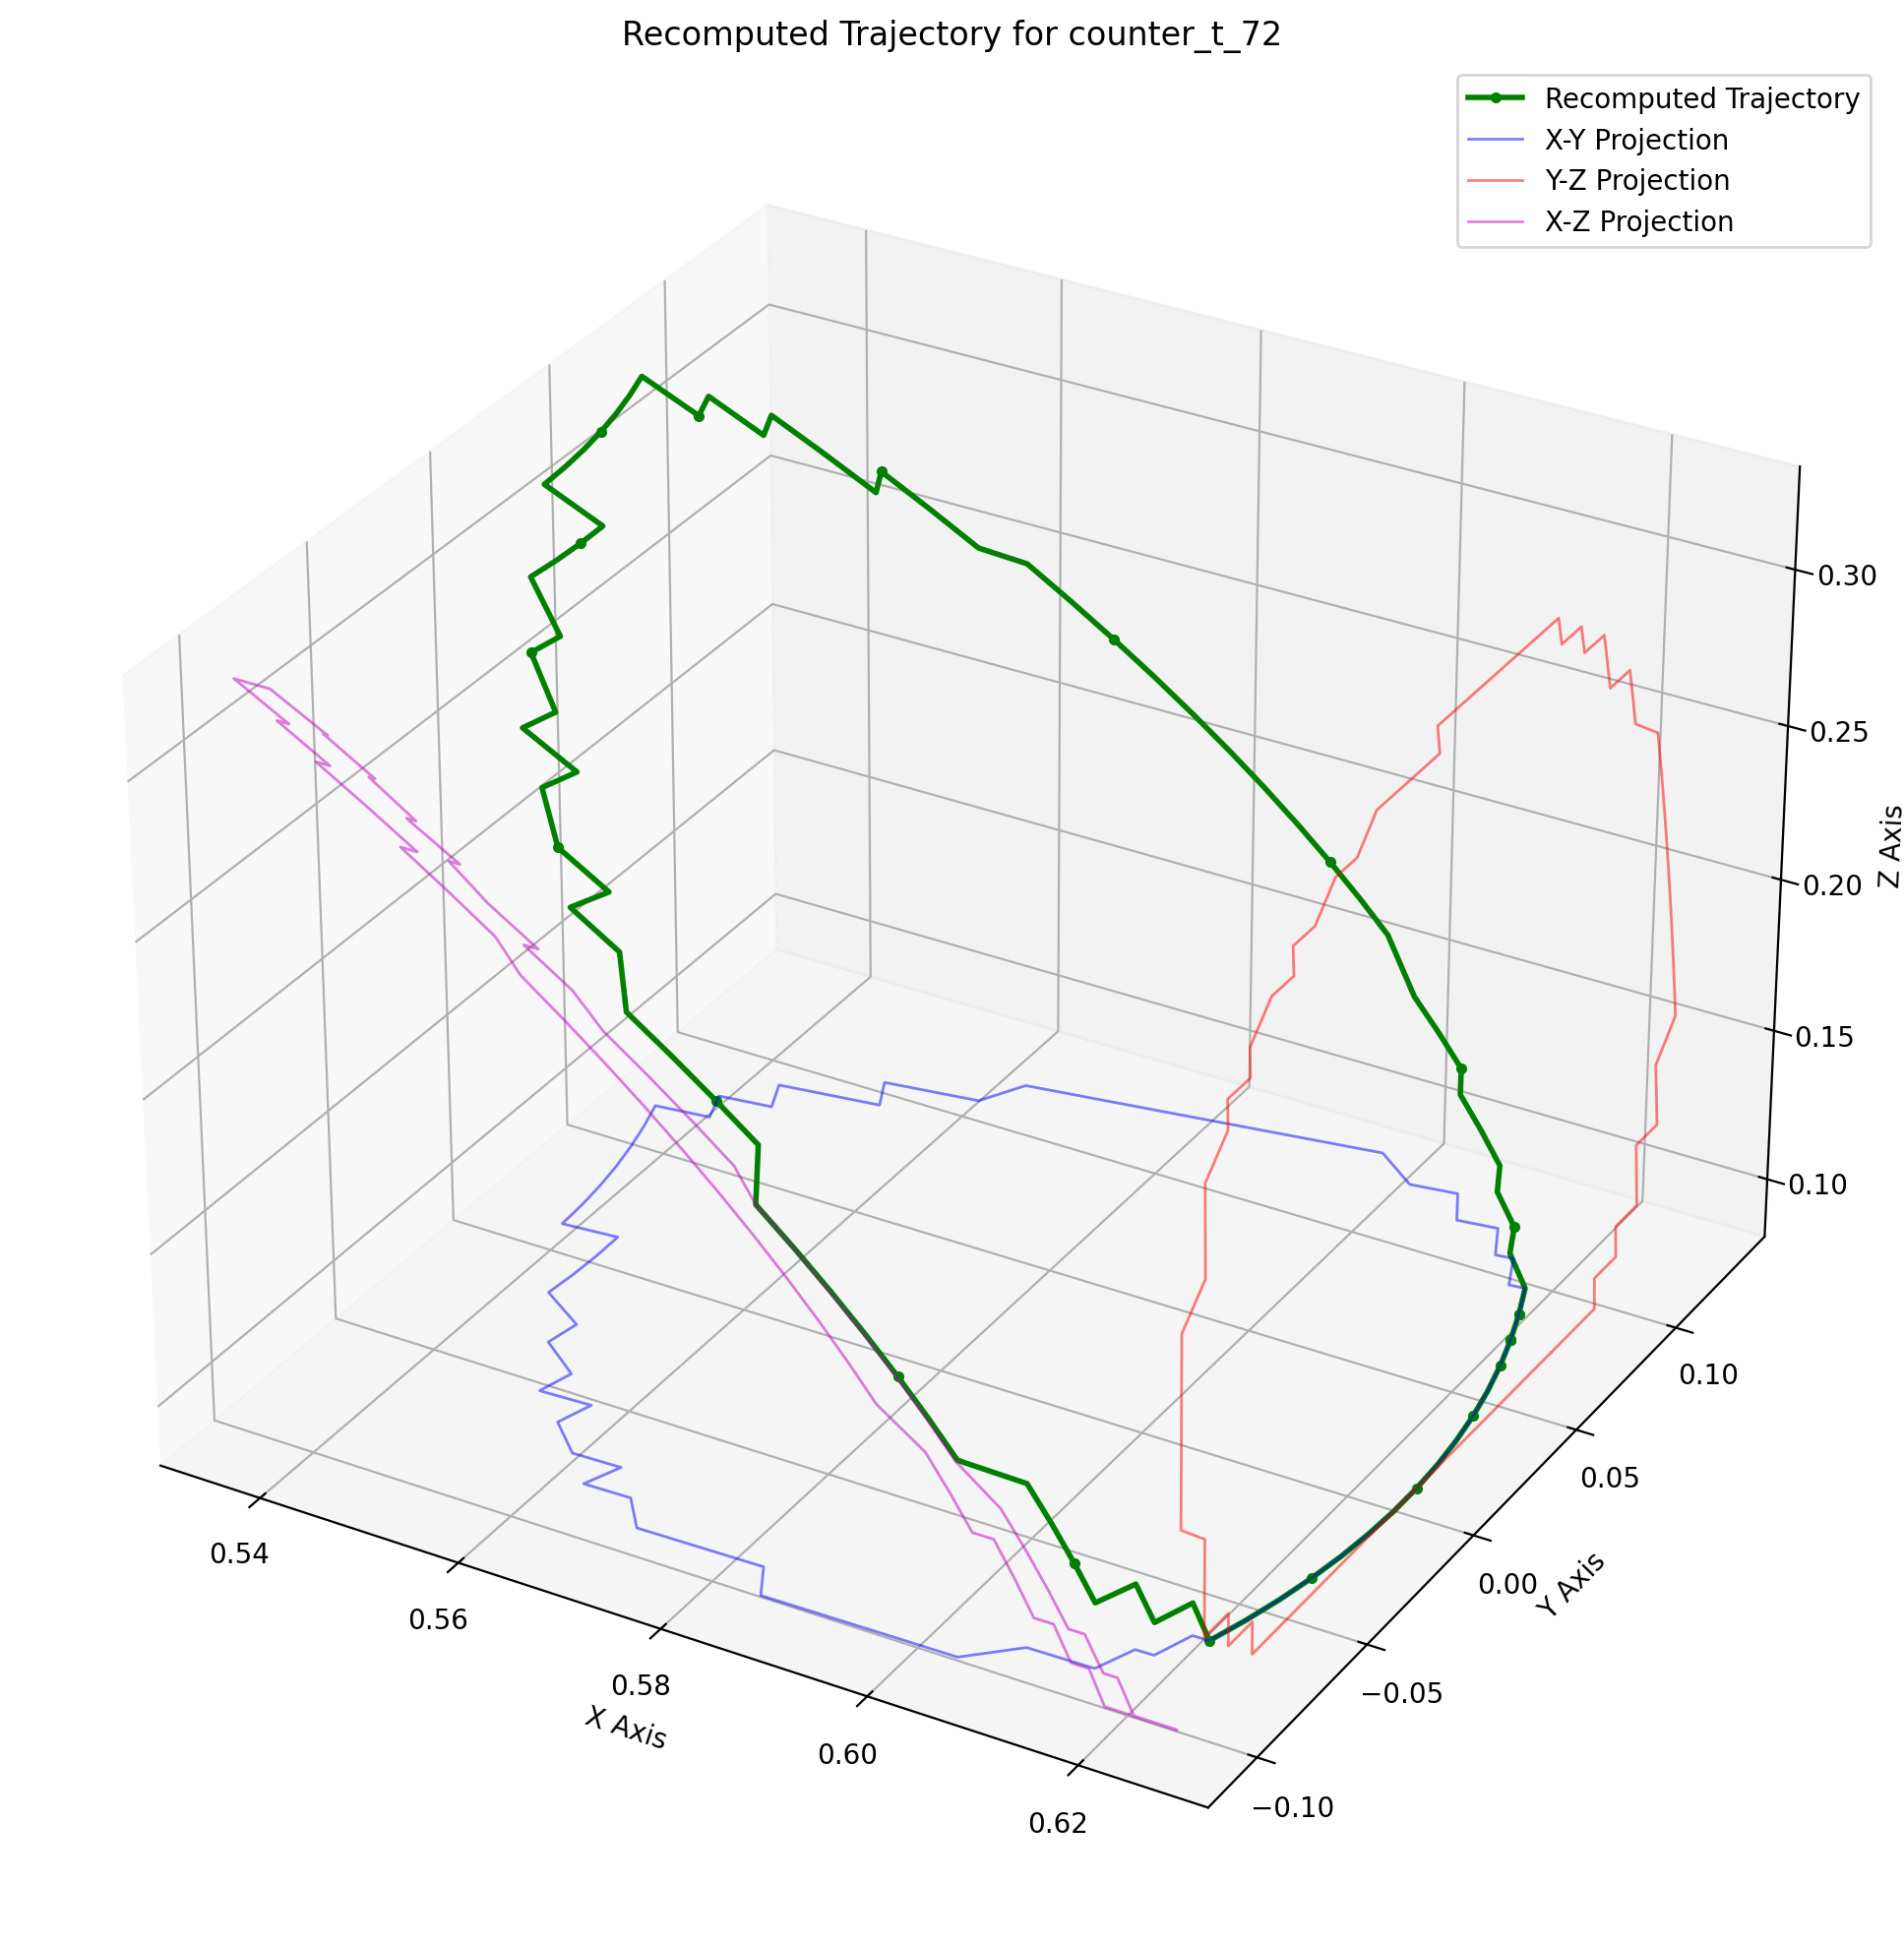 Recomputed Trajectory for counter_t_72
Recomputed Trajectory
X-Y Projection
Y-Z Projection
X-Z Projection
0.30
0.25
0.20
0.15
0.10
Z Axis
0.10
0.05
0.00
−0.05
−0.10
Y Axis
0.54
0.56
0.58
0.60
0.62
X Axis